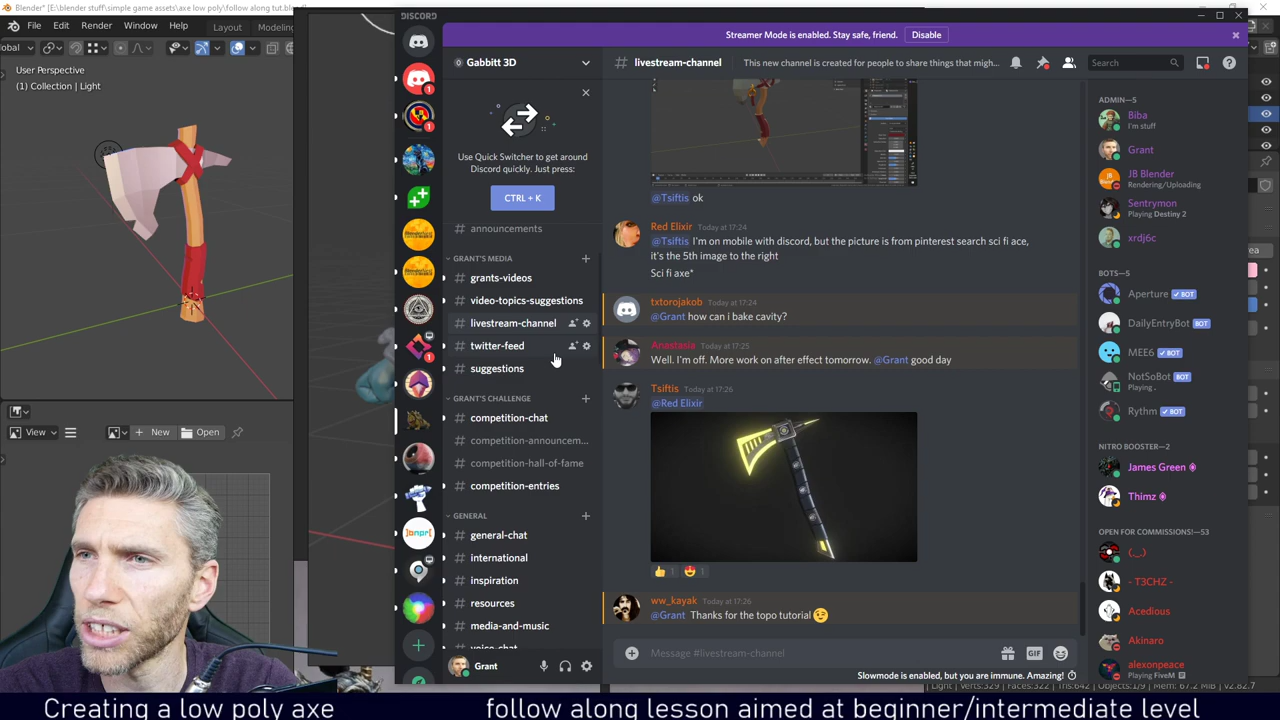 Blender* [E:\blender stuff\simple game assets\axe low poly\follow along tut.blend]
File Edit Render Window Help Layout Modeling
User Perspective
(1) Collection | Light
View New Open
DISCORD
Streamer Mode is enabled. Stay safe, friend. Disable
Gabbitt 3D
livestream-channel This new channel is created for people to share things that migh...
Search
Use Quick Switcher to get around
Discord quickly. Just press:
CTRL + K
announcements
GRANT'S MEDIA
grants-videos
video-topics-suggestions
livestream-channel
twitter-feed
suggestions
GRANT'S CHALLENGE
competition-chat
competition-announcem...
competition-hall-of-fame
competition-entries
GENERAL
general-chat
international
inspiration
resources
media-and-music
voice-chat
Grant
@Tsiftis ok
Red Elixir Today at 17:24
@Tsiftis I'm on mobile with discord, but the picture is from pinterest search sci fi ace,
it's the 5th image to the right
Sci fi axe*
txtorojakob Today at 17:24
@Grant how can i bake cavity?
Anastasia Today at 17:25
Well. I'm off. More work on after effect tomorrow. @Grant good day
Tsiftis Today at 17:26
@Red Elixir
1 1
ww_kayak Today at 17:26
@Grant Thanks for the topo tutorial 😉
Message #livestream-channel
GIF
Slowmode is enabled, but you are immune. Amazing!
ADMIN—5
Biba
I'm stuff
Grant
JB Blender
Rendering/Uploading
Sentrymon
Playing Destiny 2
xrdj6c
BOTS—5
Aperture BOT
DailyEntryBot BOT
MEE6 BOT
NotSoBot BOT
Playing .
Rythm BOT
NITRO BOOSTER—2
James Green
Thimz
OPEN FOR COMMISSIONS!—53
(._.)
- T3CHZ -
Acedious
Akinaro
alexonpeace
Playing FiveM
Creating a low poly axe follow along lesson aimed at beginner/intermediate level